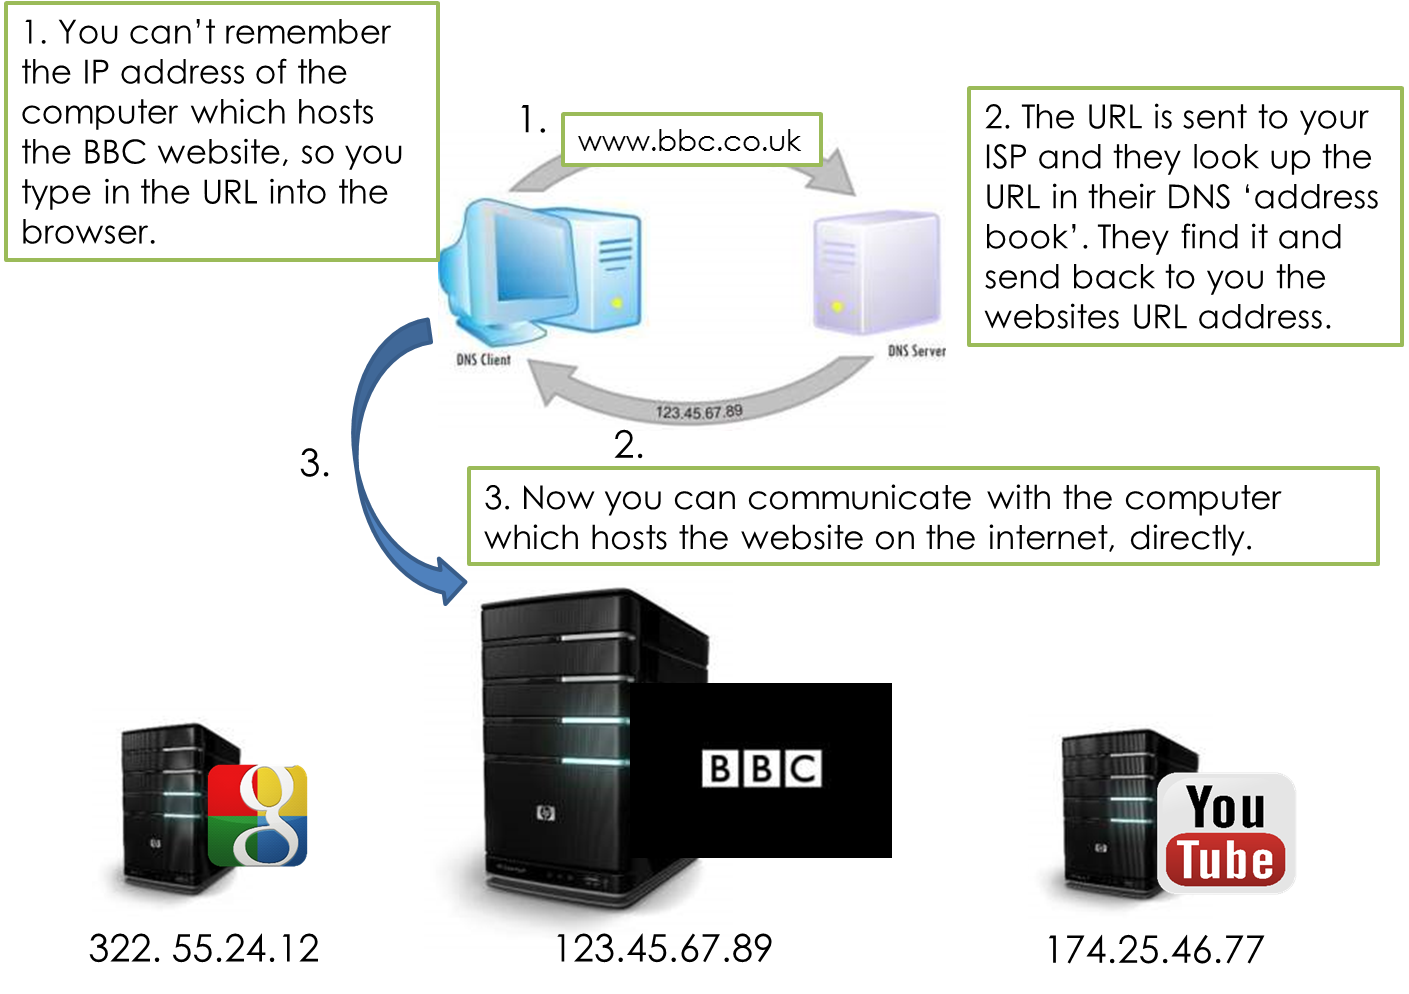 1. You can’t remember
the IP address of the
computer which hosts
the BBC website, so you
type in the URL into the
browser.
1.
www.bbc.co.uk
2. The URL is sent to your
ISP and they look up the
URL in their DNS ‘address
book’. They find it and
send back to you the
websites URL address.
DNS Client
DNS Server
123.45.67.89
2.
3.
3. Now you can communicate with the computer
which hosts the website on the internet, directly.
hp
BBC
g
You
Tube
322. 55.24.12
123.45.67.89
174.25.46.77